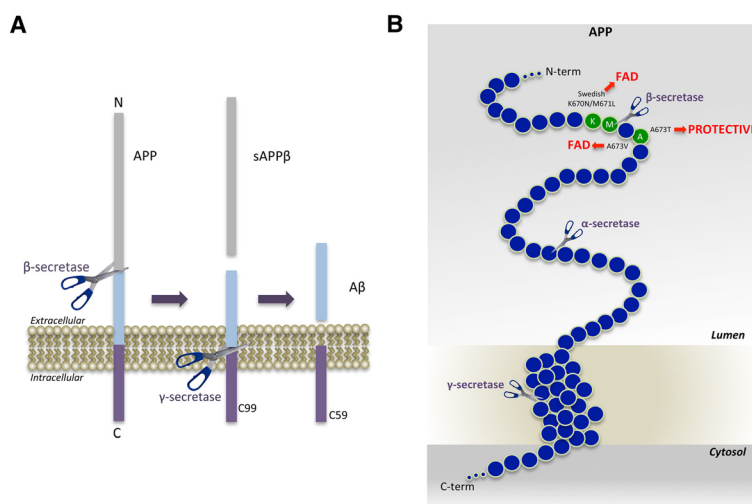 A
N
APP
sAPPβ
β-secretase
Aβ
Extracellular
Intracellular
γ-secretase
C99
C59
C
B
APP
N-term
FAD
Swedish
K670N/M671L
β-secretase
K
M
A
A673T
PROTECTIVE
FAD
A673V
α-secretase
Lumen
γ-secretase
Cytosol
C-term